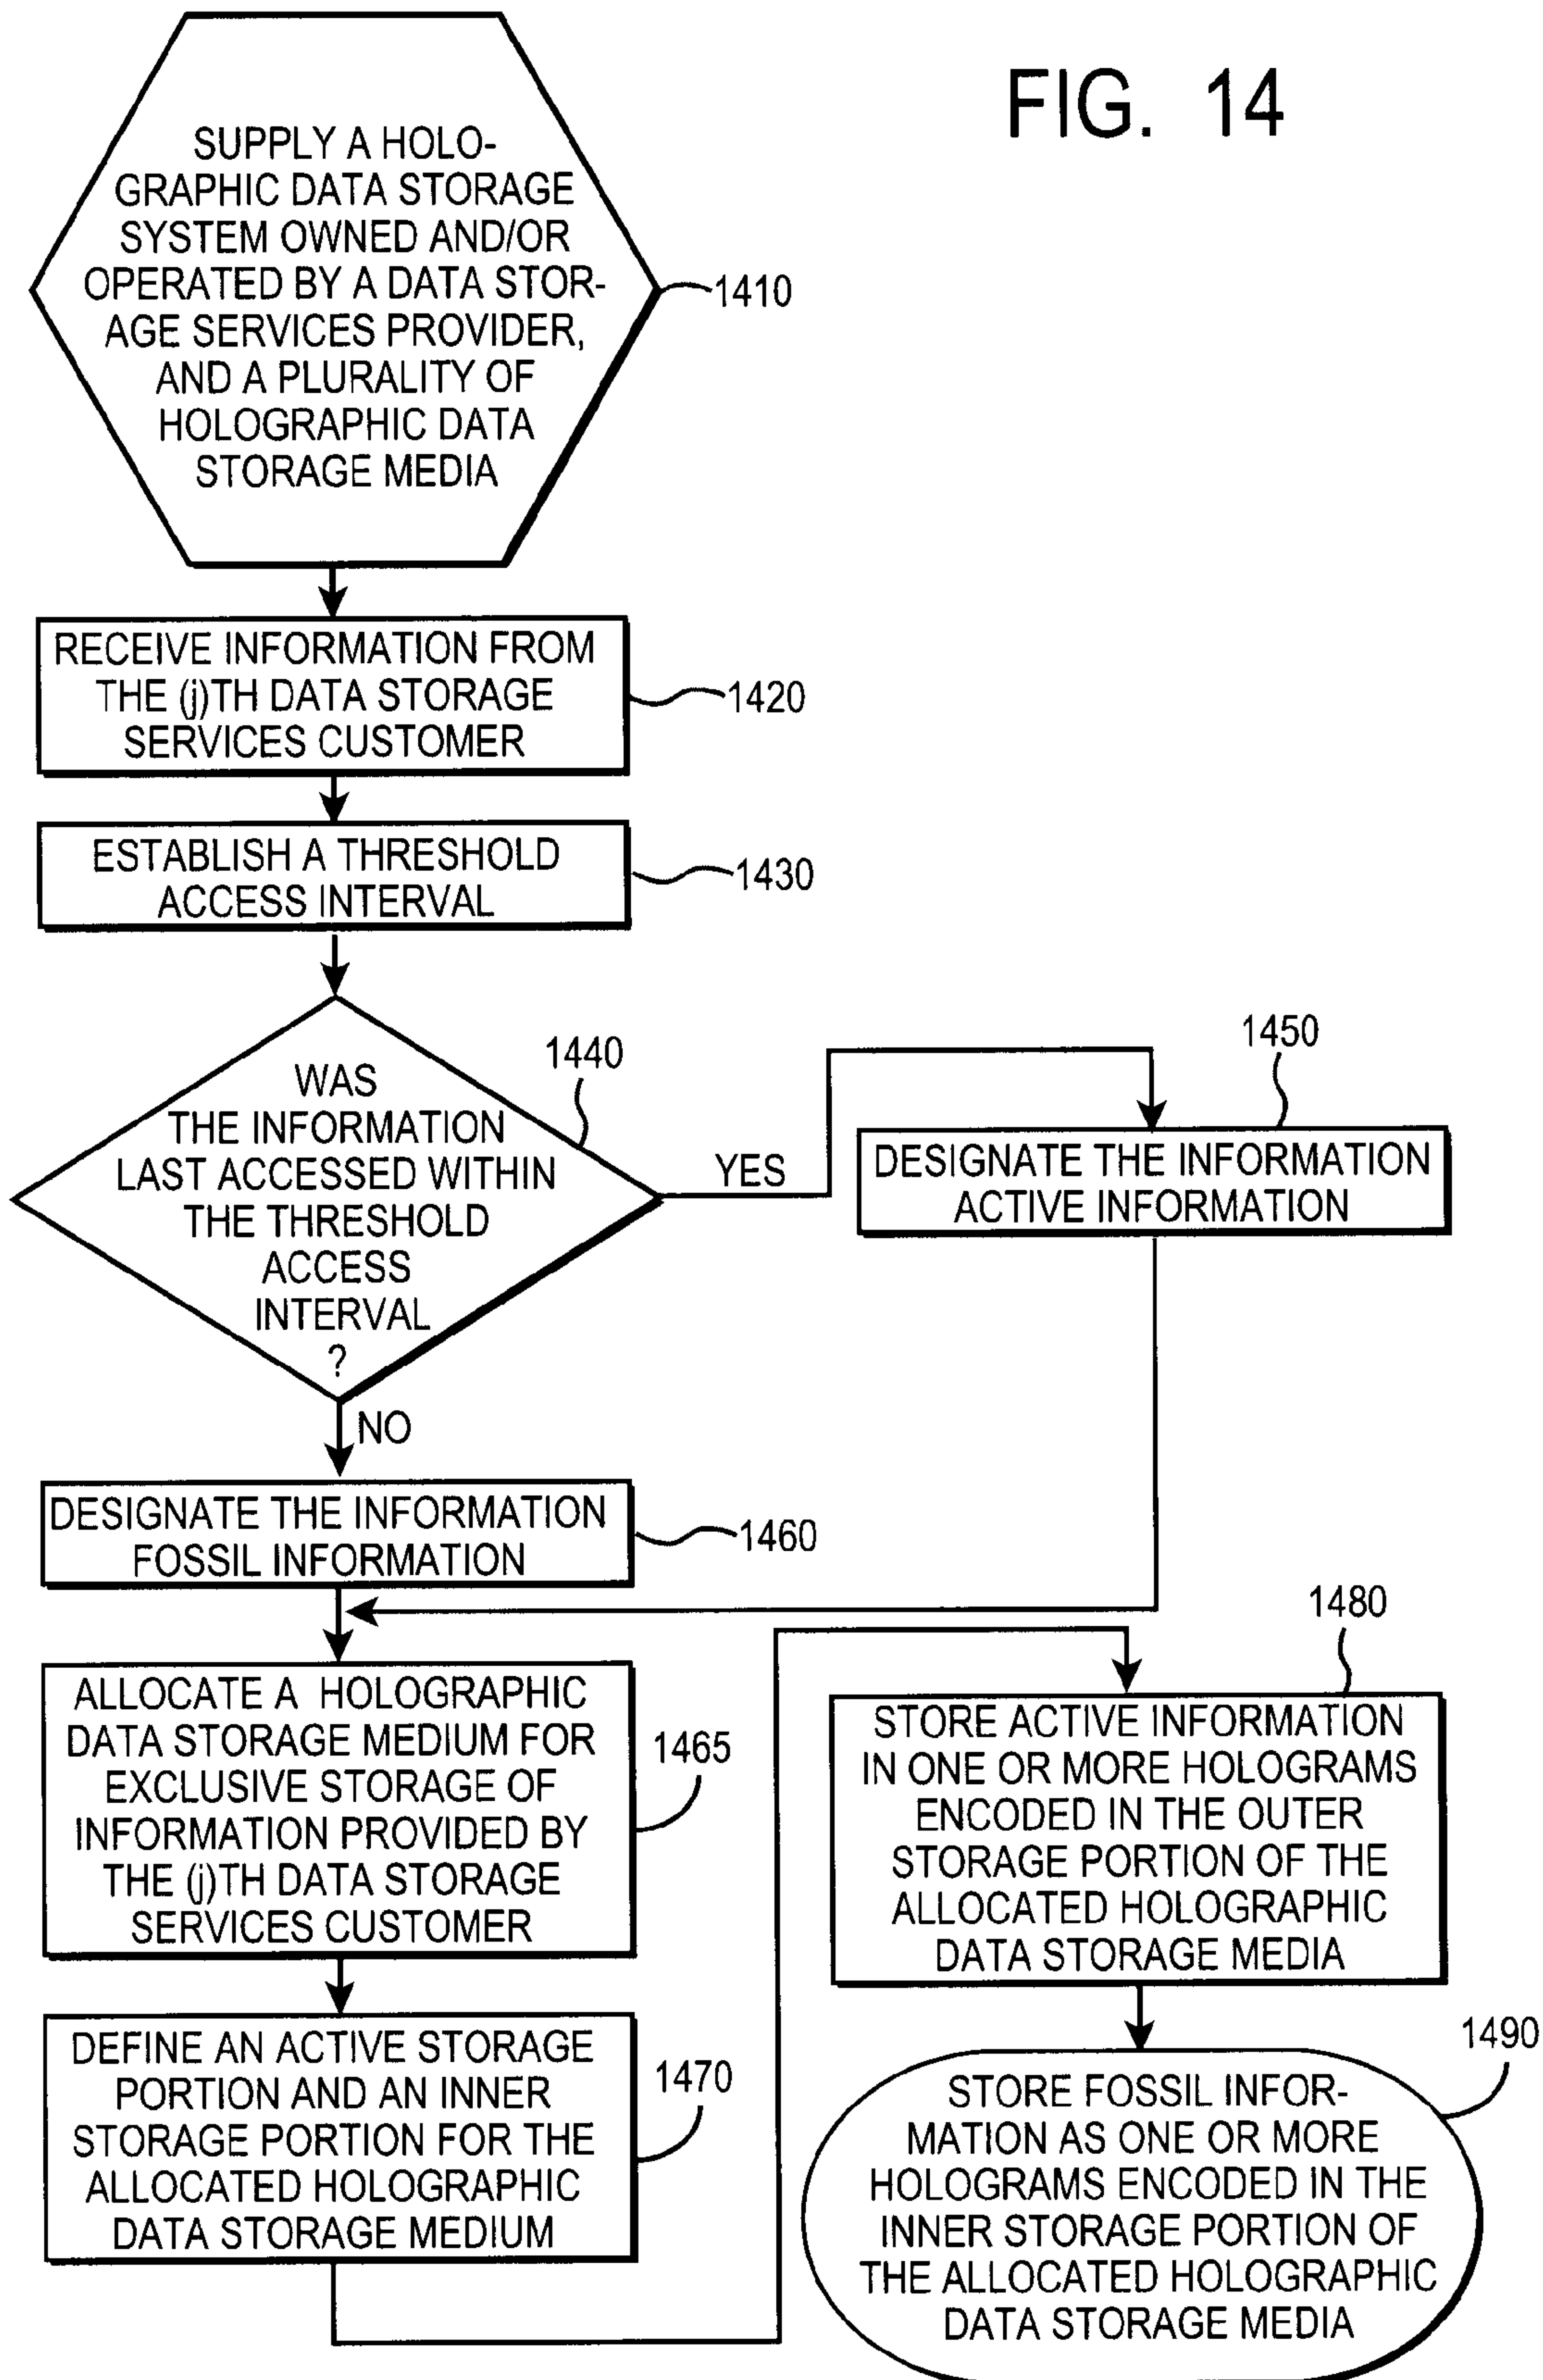 FIG. 14
SUPPLY A HOLO-
GRAPHIC DATA STORAGE
SYSTEM OWNED AND/OR
OPERATED BY A DATA STOR-
AGE SERVICES PROVIDER,
AND A PLURALITY OF
HOLOGRAPHIC DATA
STORAGE MEDIA
1410
RECEIVE INFORMATION FROM
THE (j)TH DATA STORAGE
SERVICES CUSTOMER
1420
ESTABLISH A THRESHOLD
ACCESS INTERVAL
1430
WAS
THE INFORMATION
LAST ACCESSED WITHIN
THE THRESHOLD
ACCESS
INTERVAL
?
1440
YES
1450
DESIGNATE THE INFORMATION
ACTIVE INFORMATION
NO
DESIGNATE THE INFORMATION
FOSSIL INFORMATION
1460
ALLOCATE A HOLOGRAPHIC
DATA STORAGE MEDIUM FOR
EXCLUSIVE STORAGE OF
INFORMATION PROVIDED BY
THE (j)TH DATA STORAGE
SERVICES CUSTOMER
1465
DEFINE AN ACTIVE STORAGE
PORTION AND AN INNER
STORAGE PORTION FOR THE
ALLOCATED HOLOGRAPHIC
DATA STORAGE MEDIUM
1470
1480
STORE ACTIVE INFORMATION
IN ONE OR MORE HOLOGRAMS
ENCODED IN THE OUTER
STORAGE PORTION OF THE
ALLOCATED HOLOGRAPHIC
DATA STORAGE MEDIA
1490
STORE FOSSIL INFOR-
MATION AS ONE OR MORE
HOLOGRAMS ENCODED IN THE
INNER STORAGE PORTION OF
THE ALLOCATED HOLOGRAPHIC
DATA STORAGE MEDIA